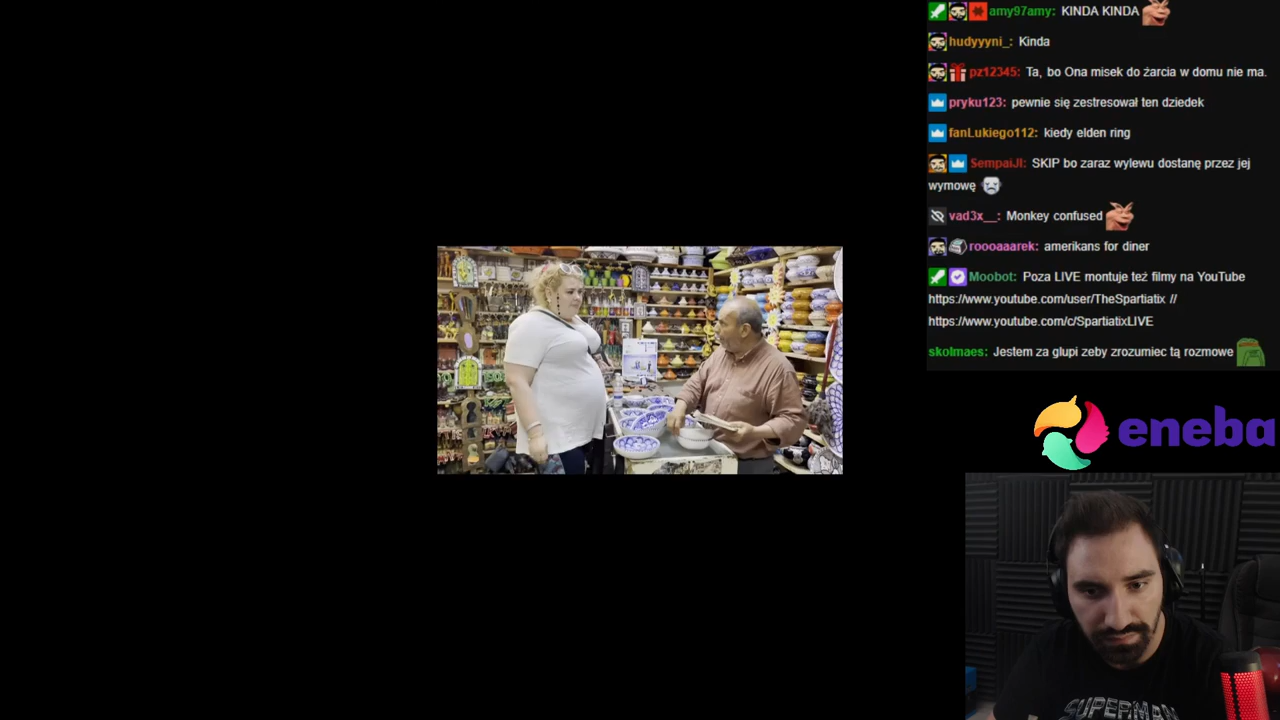 amy97amy: KINDA KINDA
hudyyyni_: Kinda
pz12345: Ta, bo Ona misek do żarcia w domu nie ma.
pryku123: pewnie się zestresował ten dziedek
fanLukiego112: kiedy elden ring
SempaiJI: SKIP bo zaraz wylewu dostanę przez jej
wymowę
vad3x__: Monkey confused
roooaaarek: amerikans for diner
Moobot: Poza LIVE montuje też filmy na YouTube
https://www.youtube.com/user/TheSpartiatix //
https://www.youtube.com/c/SpartiatixLIVE
skolmaes: Jestem za glupi zeby zrozumiec tą rozmowe
eneba
SUPERMAN